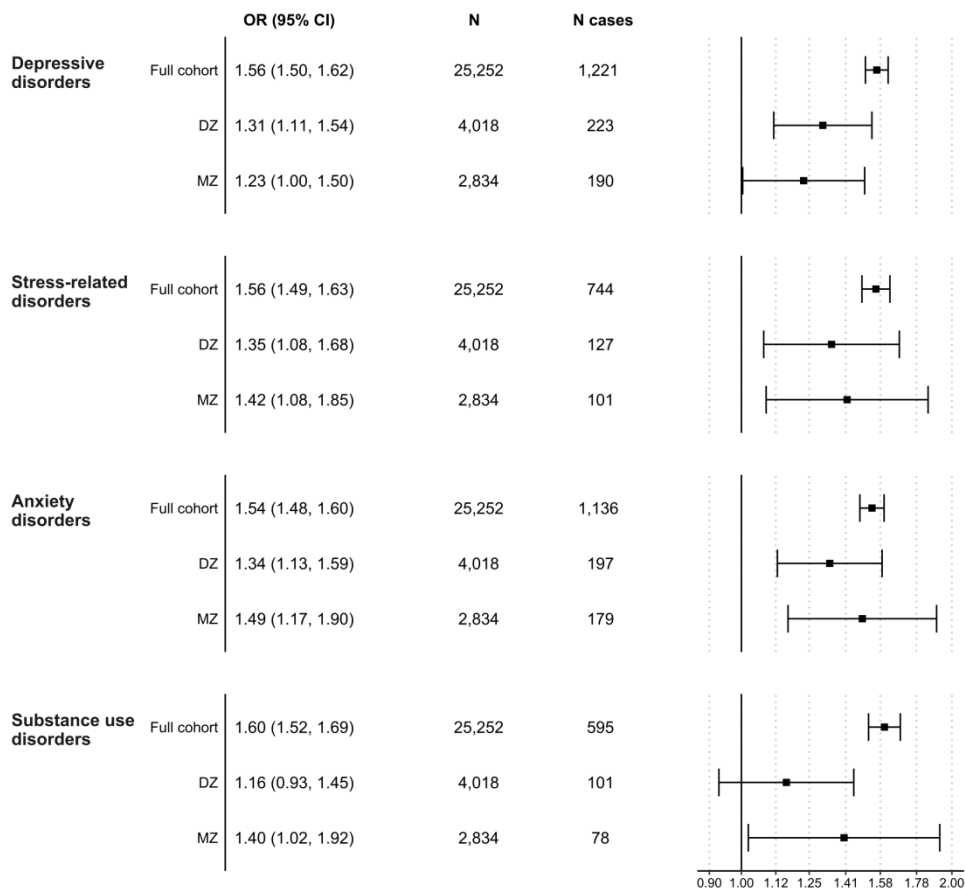 OR (95% CI) N N cases
Depressive disorders
Full cohort 1.56 (1.50, 1.62) 25,252 1,221
DZ 1.31 (1.11, 1.54) 4,018 223
MZ 1.23 (1.00, 1.50) 2,834 190
Stress-related disorders
Full cohort 1.56 (1.49, 1.63) 25,252 744
DZ 1.35 (1.08, 1.68) 4,018 127
MZ 1.42 (1.08, 1.85) 2,834 101
Anxiety disorders
Full cohort 1.54 (1.48, 1.60) 25,252 1,136
DZ 1.34 (1.13, 1.59) 4,018 197
MZ 1.49 (1.17, 1.90) 2,834 179
Substance use disorders
Full cohort 1.60 (1.52, 1.69) 25,252 595
DZ 1.16 (0.93, 1.45) 4,018 101
MZ 1.40 (1.02, 1.92) 2,834 78
0.90 1.00 1.12 1.25 1.41 1.58 1.78 2.00